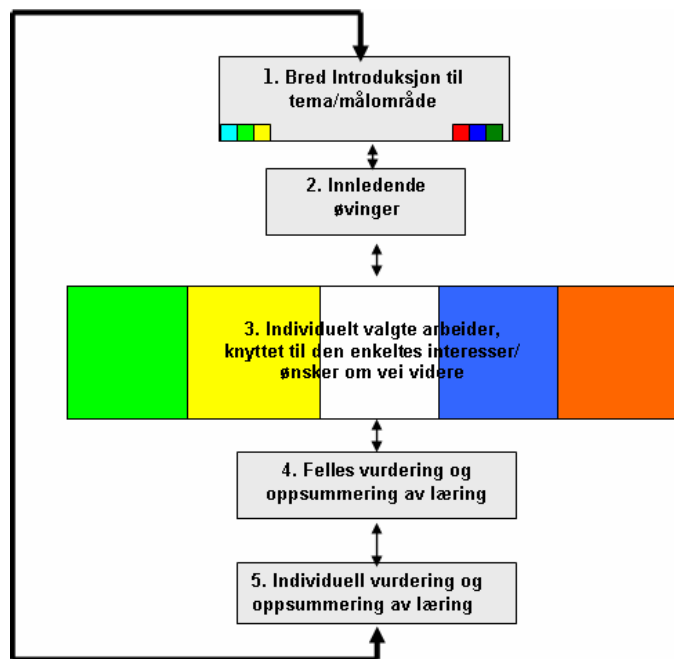 1. Bred Introduksjon til
tema/målområde
2. Innledende
øvinger
3. Individuelt valgte arbeider,
knyttet til den enkeltes interesser/
ønsker om vei videre
4. Felles vurdering og
oppsummering av læring
5. Individuell vurdering og
oppsummering av læring